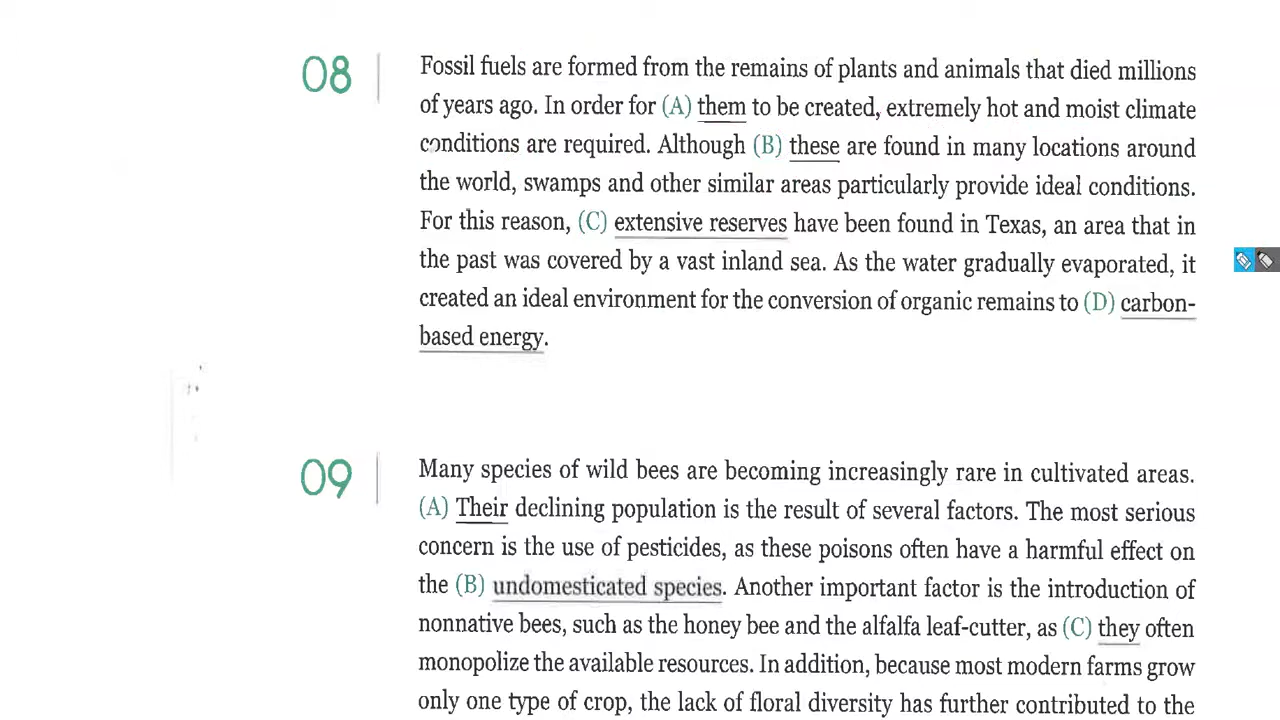 08
Fossil fuels are formed from the remains of plants and animals that died millions
of years ago. In order for (A) them to be created, extremely hot and moist climate
conditions are required. Although (B) these are found in many locations around
the world, swamps and other similar areas particularly provide ideal conditions.
For this reason, (C) extensive reserves have been found in Texas, an area that in
the past was covered by a vast inland sea. As the water gradually evaporated, it
created an ideal environment for the conversion of organic remains to (D) carbon-
based energy.
09
Many species of wild bees are becoming increasingly rare in cultivated areas.
(A) Their declining population is the result of several factors. The most serious
concern is the use of pesticides, as these poisons often have a harmful effect on
the (B) undomesticated species. Another important factor is the introduction of
nonnative bees, such as the honey bee and the alfalfa leaf-cutter, as (C) they often
monopolize the available resources. In addition, because most modern farms grow
only one type of crop, the lack of floral diversity has further contributed to the